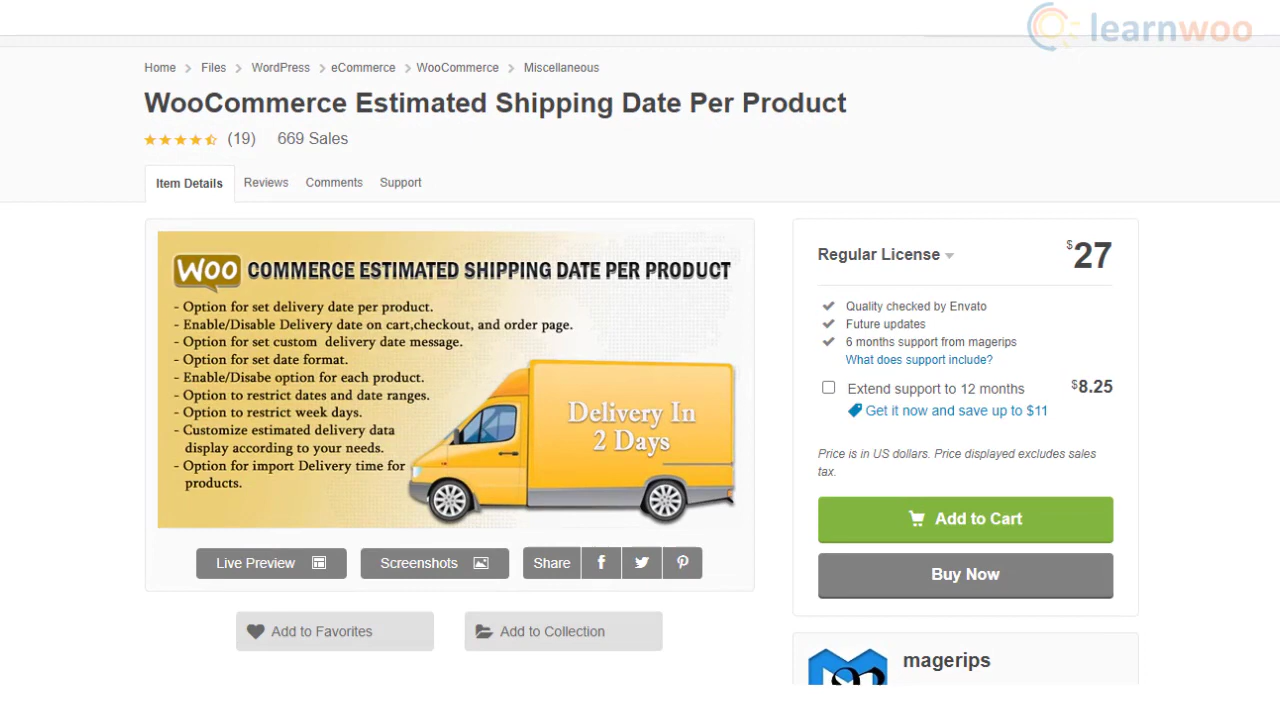 learnwoo
Home > Files > WordPress > eCommerce > WooCommerce > Miscellaneous
WooCommerce Estimated Shipping Date Per Product
(19) 669 Sales
Item Details Reviews Comments Support
WOO COMMERCE ESTIMATED SHIPPING DATE PER PRODUCT
- Option for set delivery date per product.
- Enable/Disable Delivery date on cart,checkout, and order page.
- Option for set custom delivery date message.
- Option for set date format.
- Enable/Disabe option for each product.
- Option to restrict dates and date ranges.
- Option to restrict week days.
- Customize estimated delivery data
display according to your needs.
- Option for import Delivery time for
products.
Delivery In
2 Days
Live Preview Screenshots Share
Add to Favorites Add to Collection
Regular License $27
Quality checked by Envato
Future updates
6 months support from magerips
What does support include?
Extend support to 12 months $8.25
Get it now and save up to $11
Price is in US dollars. Price displayed excludes sales
tax.
Add to Cart
Buy Now
magerips